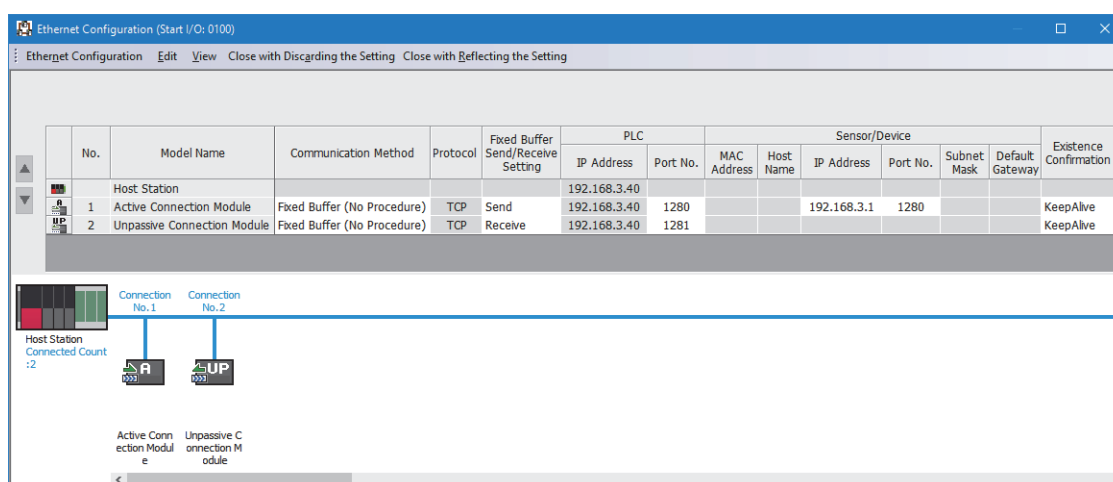 Ethernet Configuration (Start I/O: 0100)
Ethernet Configuration Edit View Close with Discarding the Setting Close with Reflecting the Setting
No. Model Name Communication Method Protocol Fixed Buffer Send/Receive Setting PLC Sensor/Device Existence Confirmation
IP Address Port No. MAC Address Host Name IP Address Port No. Subnet Mask Default Gateway
Host Station 192.168.3.40
1 Active Connection Module Fixed Buffer (No Procedure) TCP Send 192.168.3.40 1280 192.168.3.1 1280 KeepAlive
2 Unpassive Connection Module Fixed Buffer (No Procedure) TCP Receive 192.168.3.40 1281 KeepAlive
Connection Connection
No.1 No.2
Host Station
Connected Count
:2
A UP
Active Conn Unpassive C
ection Modul onnection M
e odule